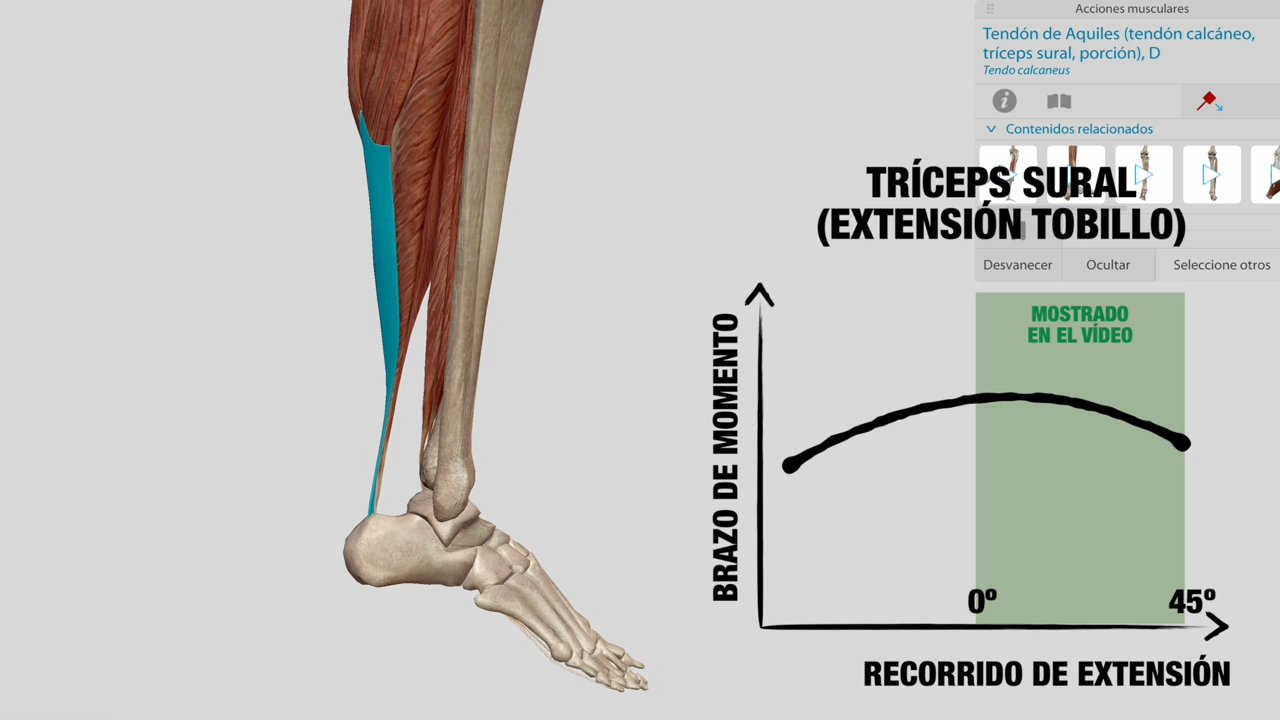 Acciones musculares
Tendón de Aquiles (tendón calcáneo,
tríceps sural, porción), D
Tendo calcaneus
Contenidos relacionados
TRÍCEPS SURAL
(EXTENSIÓN TOBILLO)
Desvanecer
Ocultar
Seleccione otros
MOSTRADO
EN EL VÍDEO
BRAZO DE MOMENTO
0º
45º
RECORRIDO DE EXTENSIÓN